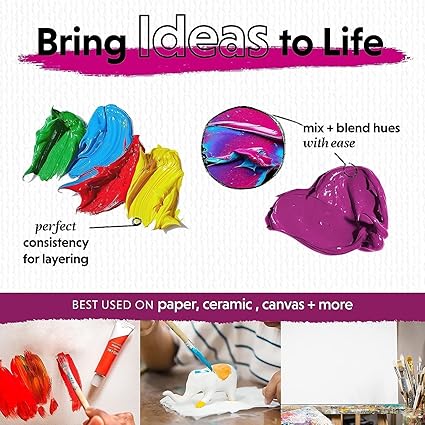 Bring Ideas to Life
mix + blend hues
with ease
perfect
consistency
for layering
BEST USED ON paper, ceramic , canvas + more